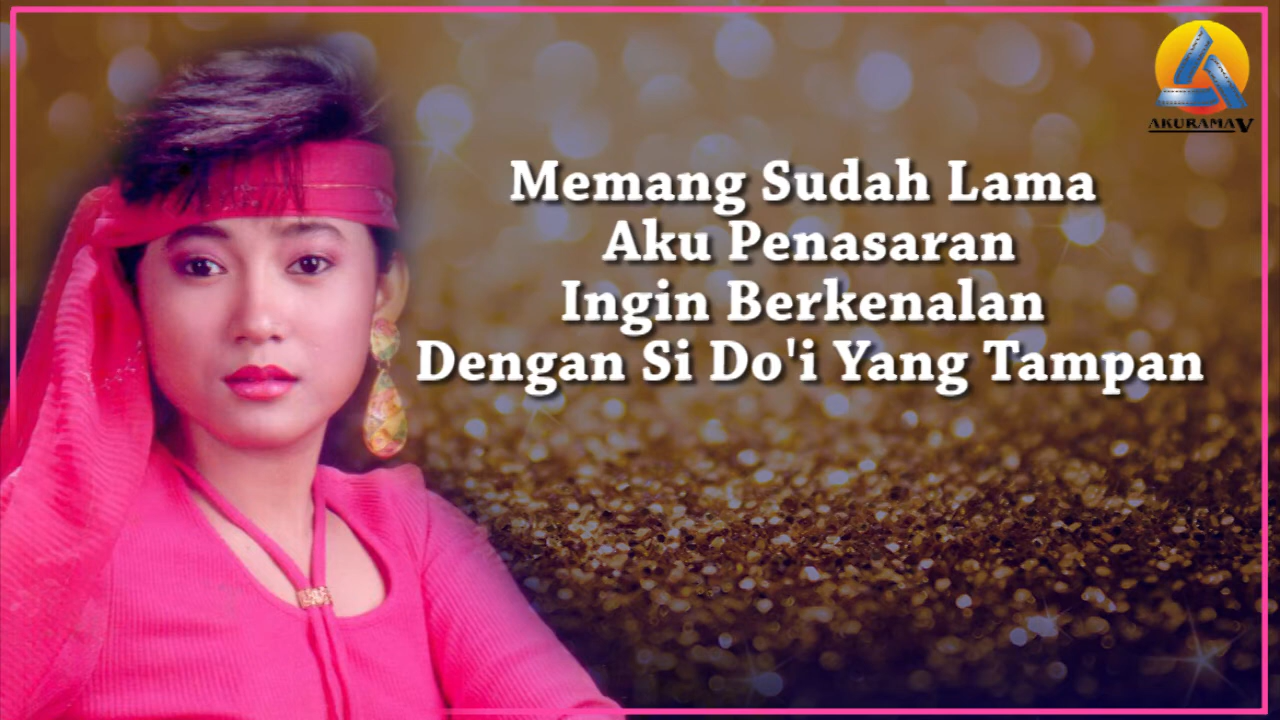 AKURAMA V
Memang Sudah Lama
Aku Penasaran
Ingin Berkenalan
Dengan Si Do'i Yang Tampan